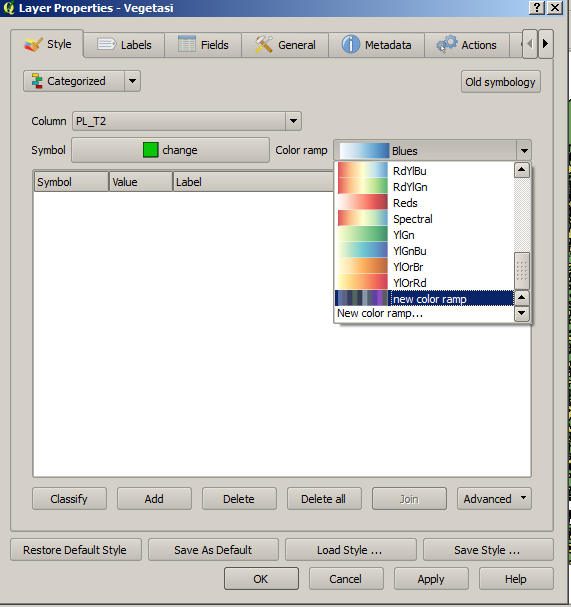 Layer Properties - Vegetasi
Style Labels Fields General Metadata Actions
Categorized Old symbology
Column PL_T2
Symbol change Color ramp Blues
Symbol Value Label
RdYlBu
RdYlGn
Reds
Spectral
YlGn
YlGnBu
YlOrBr
YlOrRd
new color ramp
New color ramp...
Classify Add Delete Delete all Join Advanced
Restore Default Style Save As Default Load Style ... Save Style ...
OK Cancel Apply Help